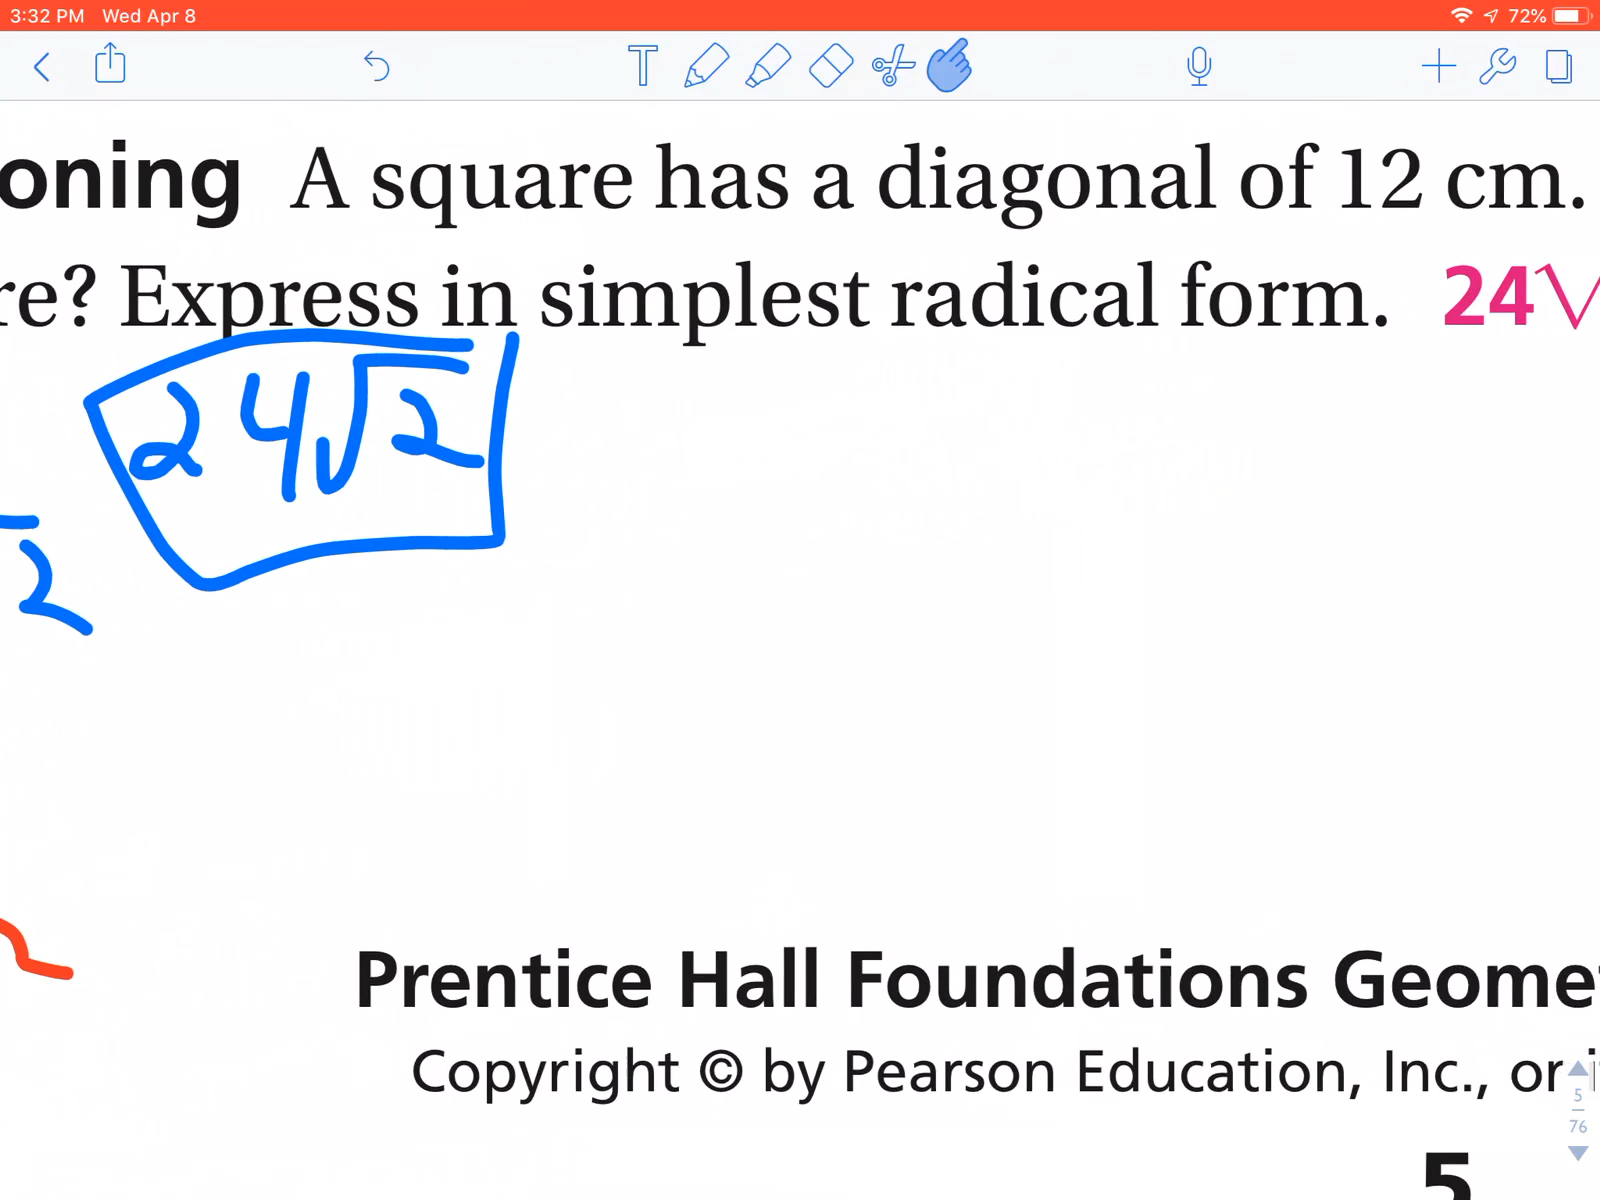 3:32 PM Wed Apr 8
72%
T
oning A square has a diagonal of 12 cm.
re? Express in simplest radical form. 24√
24√2
2
Prentice Hall Foundations Geome
Copyright © by Pearson Education, Inc., or
5
76
5